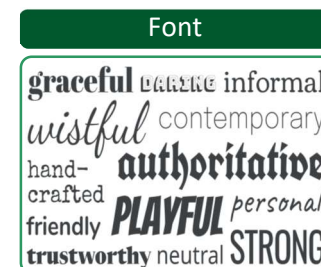 Font
graceful DARING informal
wistful contemporary
hand-
crafted authoritative
friendly PLAYFUL personal
trustworthy neutral STRONG